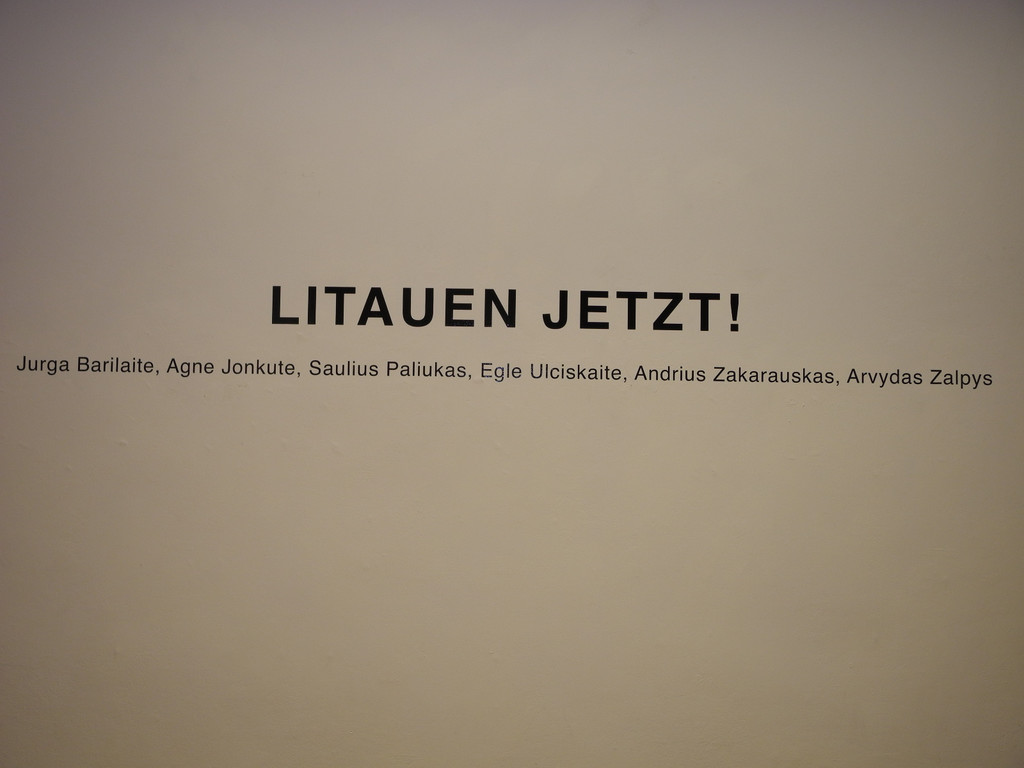 LITAUEN JETZT!
Jurga Barilaite, Agne Jonkute, Saulius Paliukas, Egle Ulciskaite, Andrius Zakarauskas, Arvydas Zalpys